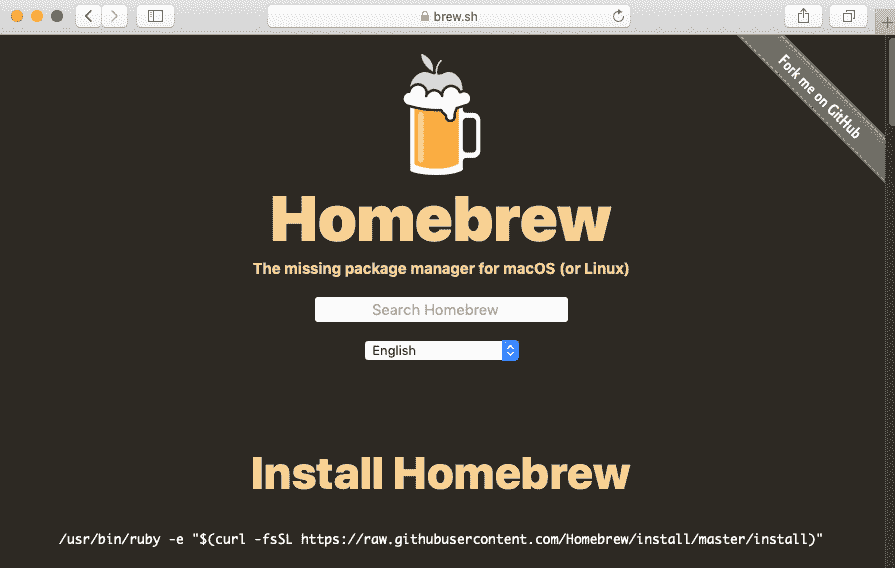 brew.sh
Fork me on GitHub
Homebrew
The missing package manager for macOS (or Linux)
Search Homebrew
English
Install Homebrew
/usr/bin/ruby -e "$(curl -fsSL https://raw.githubusercontent.com/Homebrew/install/master/install)"